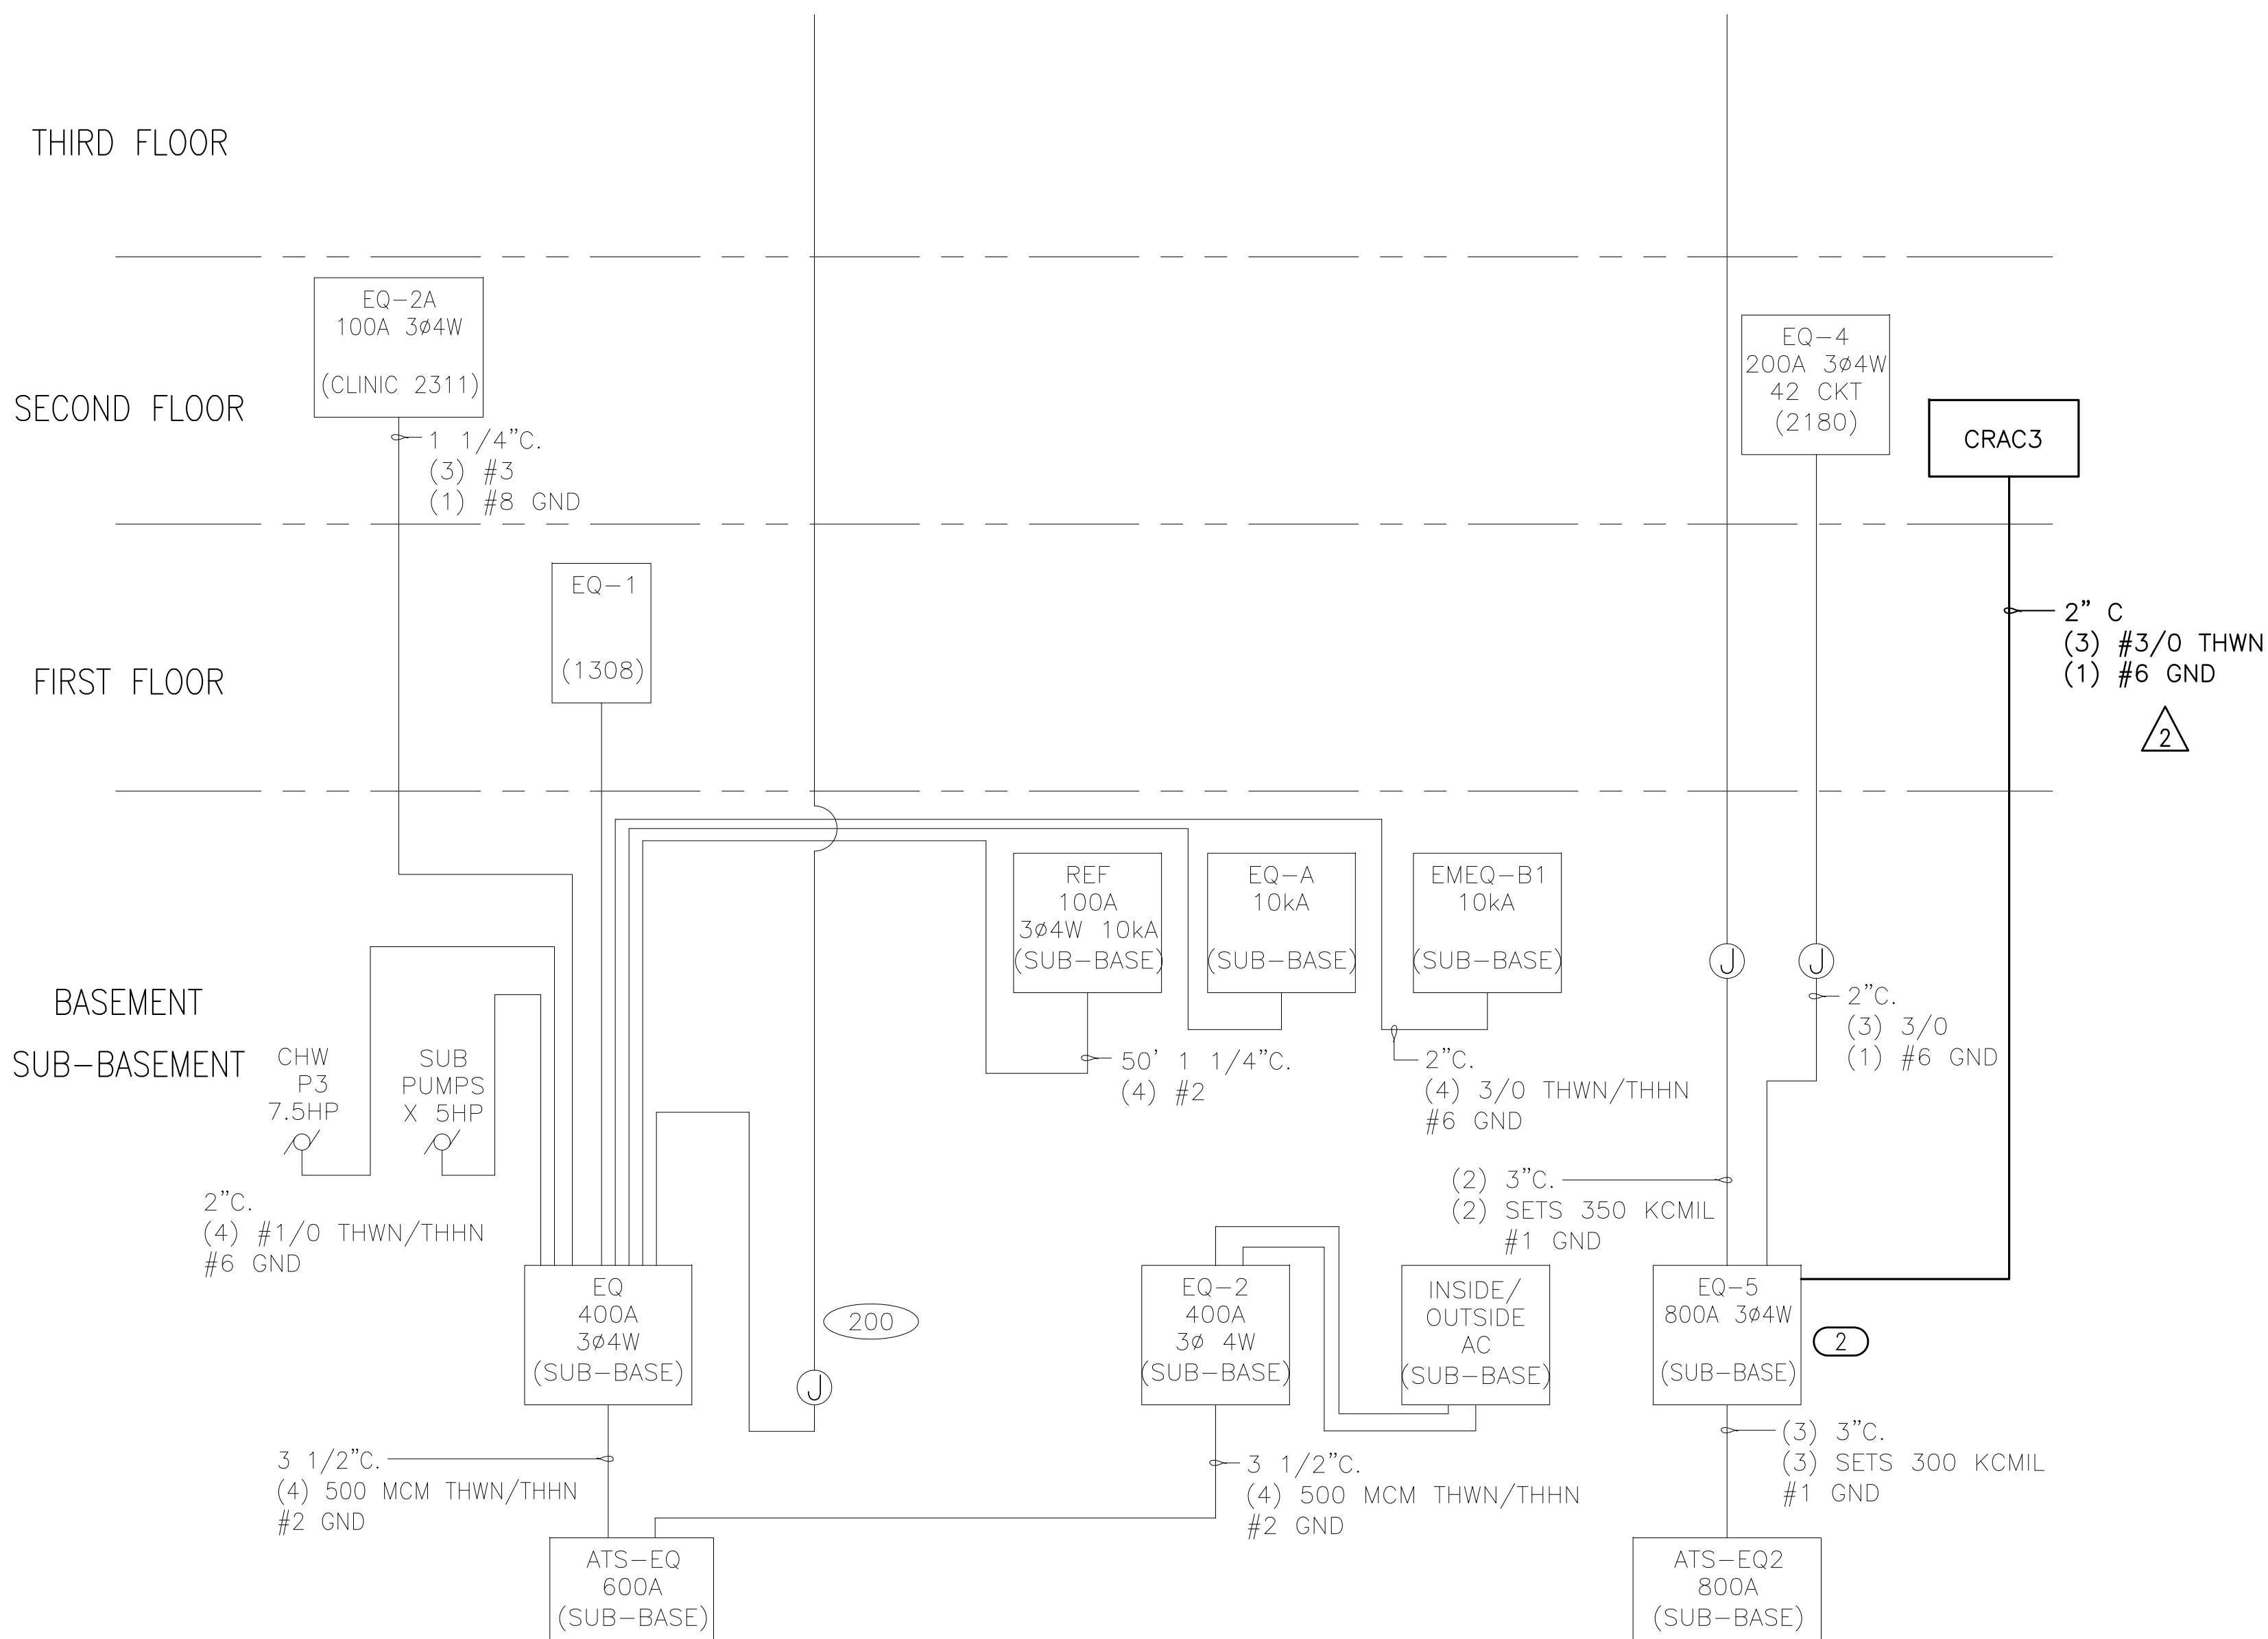 THIRD FLOOR
EQ-2A
100A 3ø4W
(CLINIC 2311)
EQ-4
200A 3ø4W
42 CKT
(2180)
SECOND FLOOR
CRAC3
1 1/4"C.
(3) #3
(1) #8 GND
EQ-1
(1308)
2" C
(3) #3/0 THWN
(1) #6 GND
2
FIRST FLOOR
REF
100A
3ø4W 10kA
(SUB-BASE)
EQ-A
10kA
(SUB-BASE)
EMEQ-B1
10kA
(SUB-BASE)
J
J
BASEMENT
2"C.
(3) 3/0
(1) #6 GND
SUB-BASEMENT
CHW
P3
7.5HP
SUB
PUMPS
X 5HP
50' 1 1/4"C.
(4) #2
2"C.
(4) 3/0 THWN/THHN
#6 GND
2"C.
(4) #1/0 THWN/THHN
#6 GND
(2) 3"C.
(2) SETS 350 KCMIL
#1 GND
EQ
400A
3ø4W
(SUB-BASE)
200
J
EQ-2
400A
3ø 4W
(SUB-BASE)
INSIDE/
OUTSIDE
AC
(SUB-BASE)
EQ-5
800A 3ø4W
(SUB-BASE)
2
3 1/2"C.
(4) 500 MCM THWN/THHN
#2 GND
3 1/2"C.
(4) 500 MCM THWN/THHN
#2 GND
(3) 3"C.
(3) SETS 300 KCMIL
#1 GND
ATS-EQ
600A
(SUB-BASE)
ATS-EQ2
800A
(SUB-BASE)